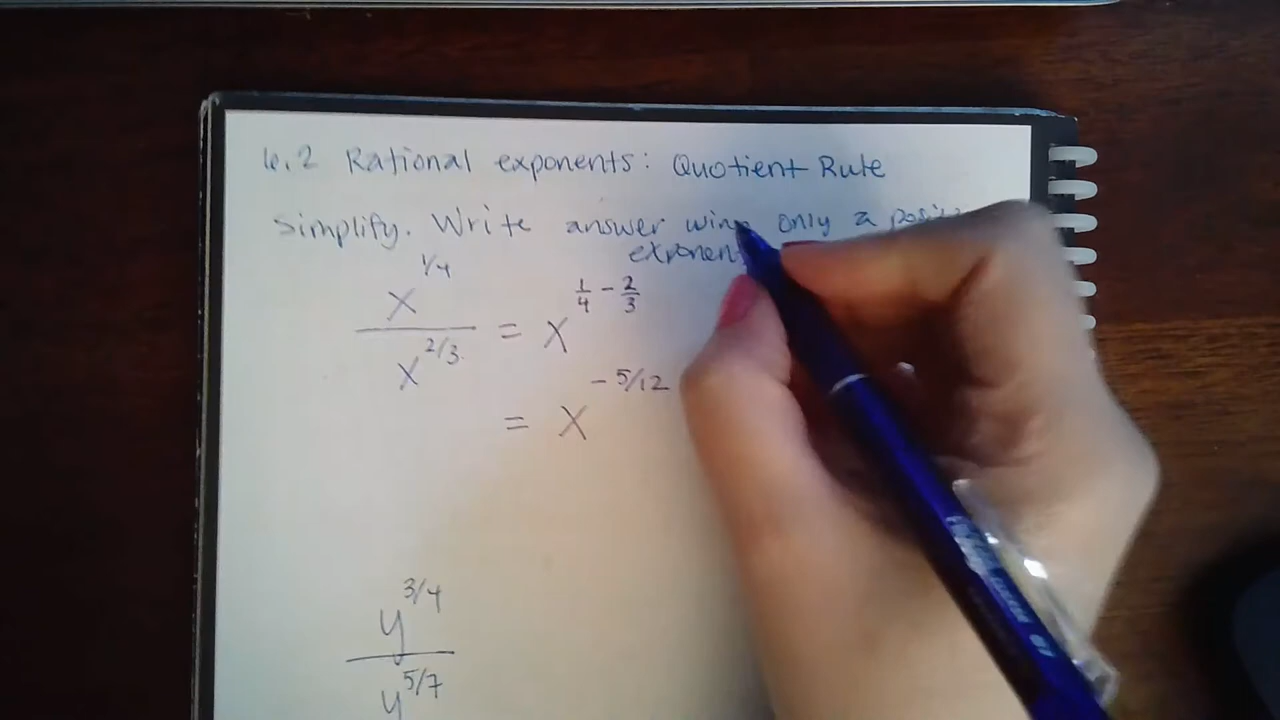 6.2 Rational exponents: Quotient Rule
Simplify. Write answer with only a
exponent
x^{1/4} / x^{2/3} = x^{1/4 - 2/3}
= x^{-5/12}
y^{3/4} / y^{5/7}